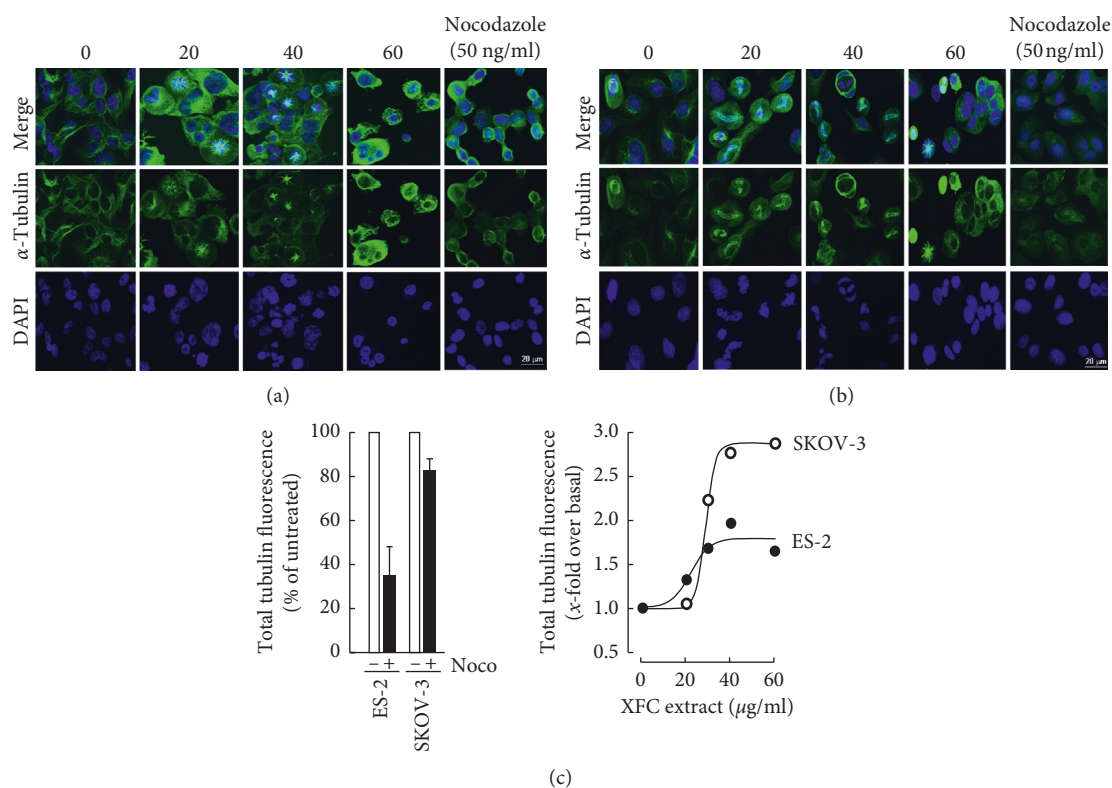 0
20
40
60
Nocodazole
(50 ng/ml)
Merge
α-Tubulin
DAPI
20 μm
(a)
0
20
40
60
Nocodazole
(50 ng/ml)
Merge
α-Tubulin
DAPI
20 μm
(b)
Total tubulin fluorescence
(% of untreated)
100
80
60
40
20
0
− + − + Noco
ES-2
SKOV-3
Total tubulin fluorescence
(x-fold over basal)
3.0
2.5
2.0
1.5
1.0
0.5
SKOV-3
ES-2
0 20 40 60
XFC extract (μg/ml)
(c)